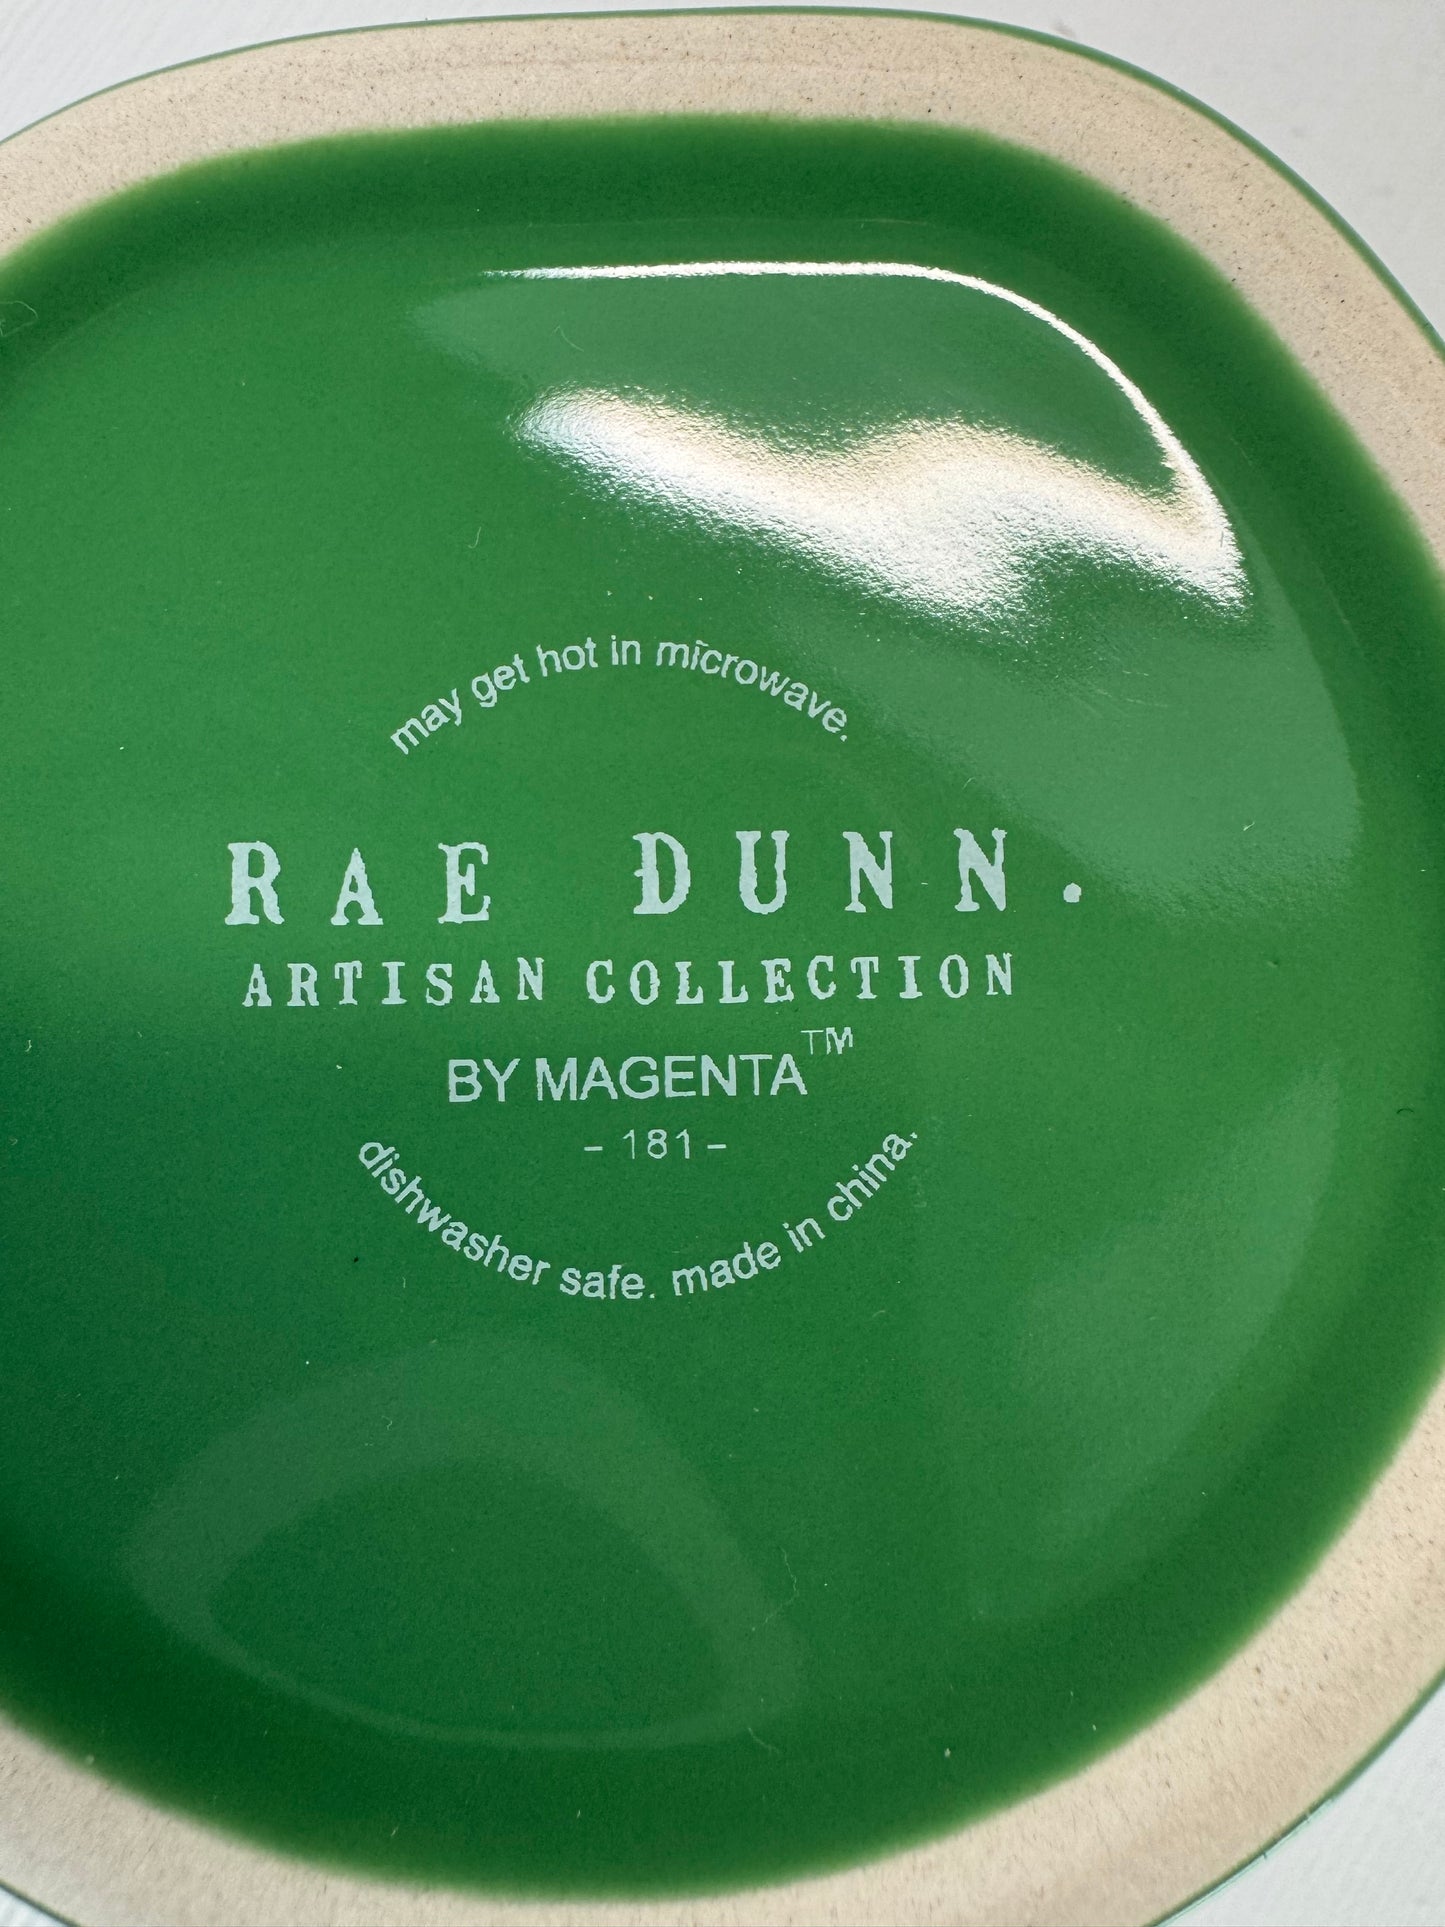 may get hot in microwave.
RAE DUNN.
ARTISAN COLLECTION
BY MAGENTA™
- 181 -
dishwasher safe. made in china.